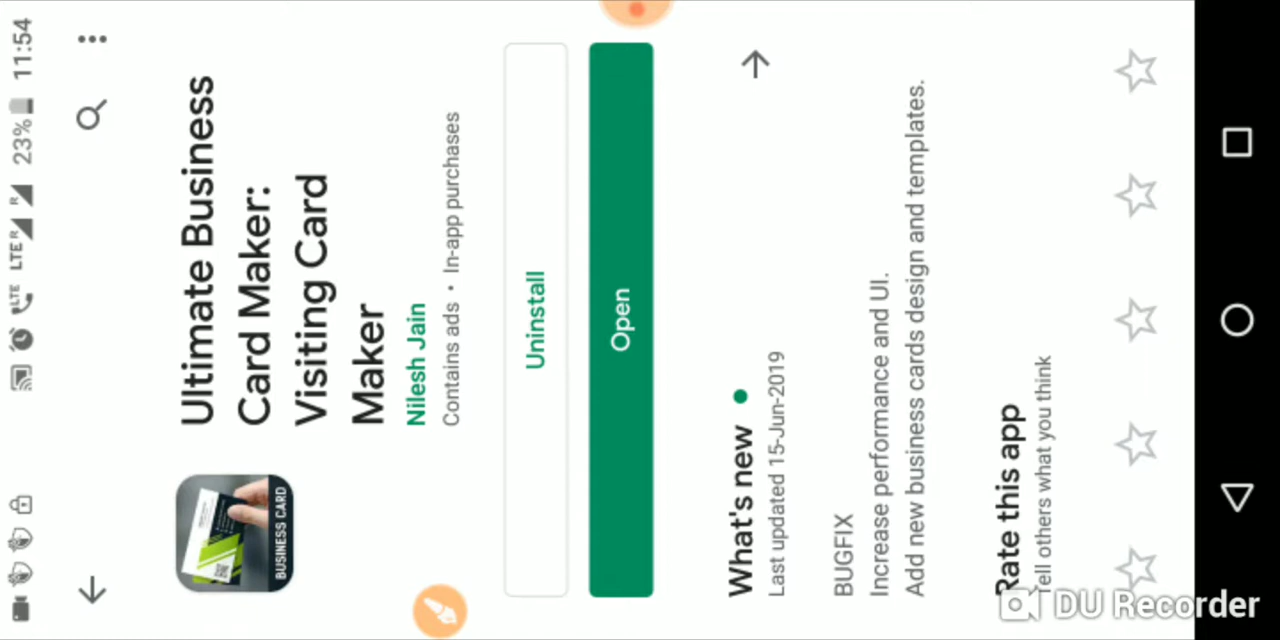 LTE LTE R R 23% 11:54
Ultimate Business
Card Maker:
Visiting Card
Maker
BUSINESS CARD
Nilesh Jain
Contains ads • In-app purchases
Uninstall
Open
What's new
Last updated 15-Jun-2019
BUGFIX
Increase performance and UI.
Add new business cards design and templates.
Rate this app
Tell others what you think
DU Recorder